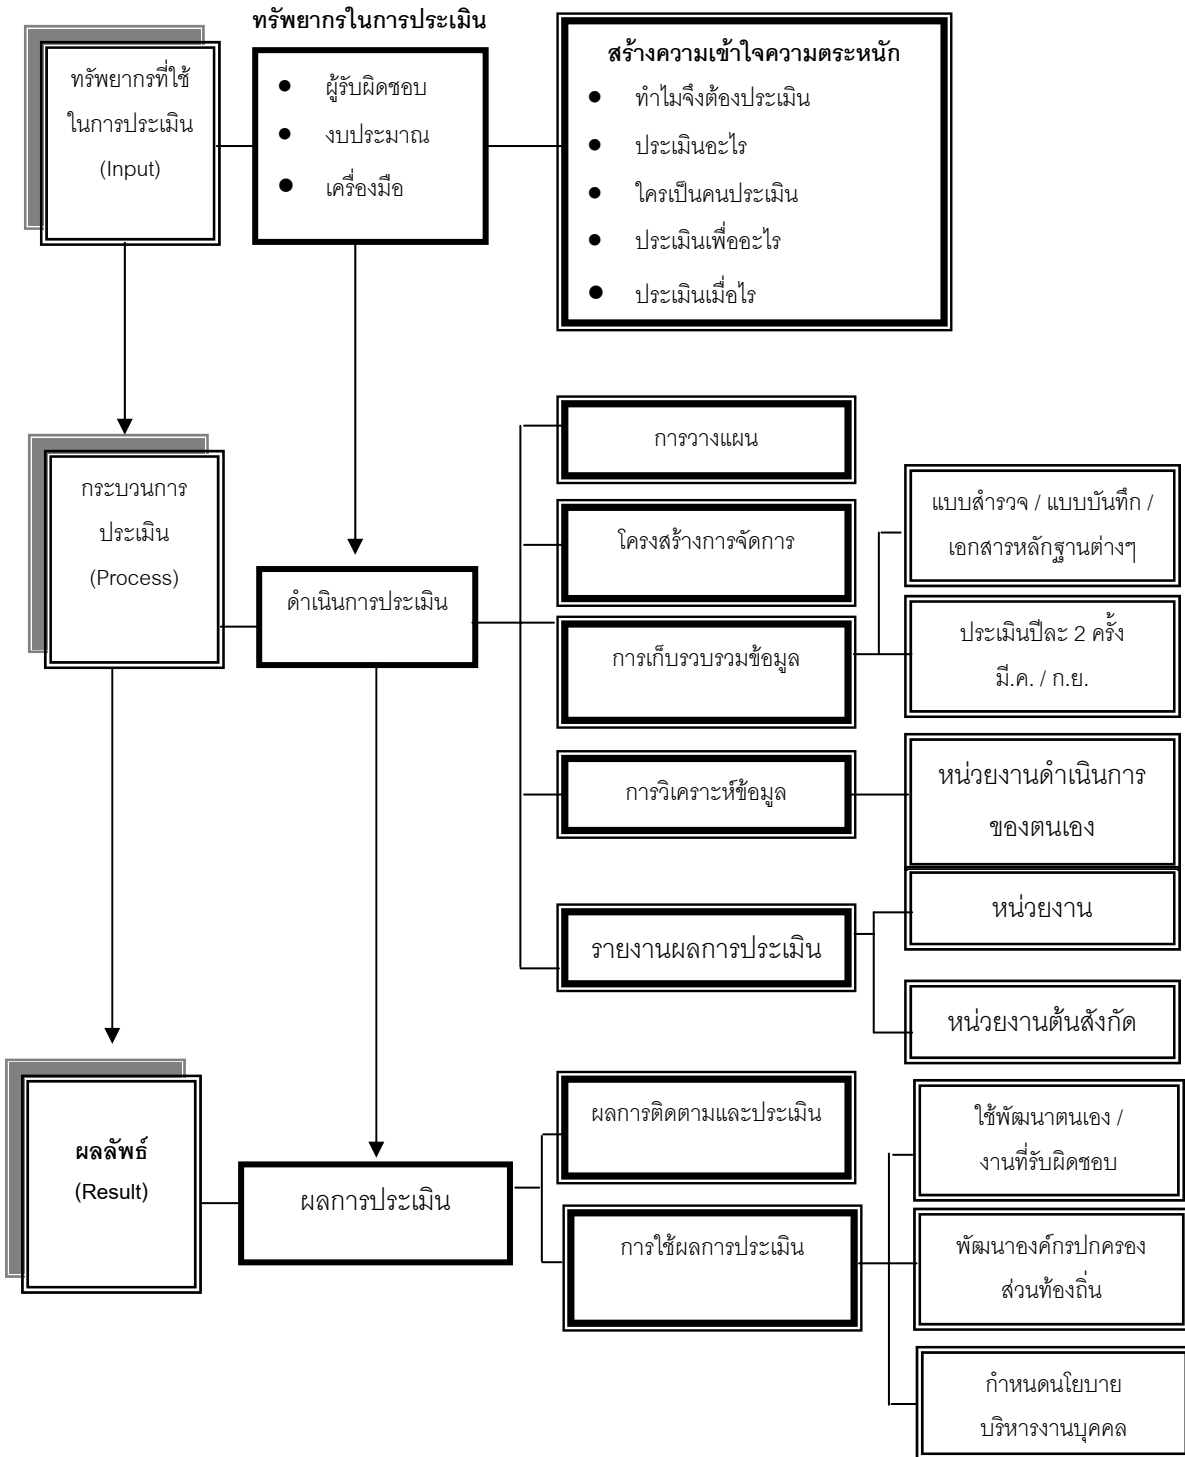 ทรัพยากรในการประเมิน
ทรัพยากรที่ใช้
ในการประเมิน
(Input)
● ผู้รับผิดชอบ
● งบประมาณ
● เครื่องมือ
สร้างความเข้าใจความตระหนัก
● ทำไมจึงต้องประเมิน
● ประเมินอะไร
● ใครเป็นคนประเมิน
● ประเมินเพื่ออะไร
● ประเมินเมื่อไร
กระบวนการ
ประเมิน
(Process)
ดำเนินการประเมิน
การวางแผน
โครงสร้างการจัดการ
การเก็บรวบรวมข้อมูล
แบบสำรวจ / แบบบันทึก /
เอกสารหลักฐานต่างๆ
ประเมินปีละ 2 ครั้ง
มี.ค. / ก.ย.
การวิเคราะห์ข้อมูล
หน่วยงานดำเนินการ
ของตนเอง
รายงานผลการประเมิน
หน่วยงาน
หน่วยงานต้นสังกัด
ผลลัพธ์
(Result)
ผลการประเมิน
ผลการติดตามและประเมิน
การใช้ผลการประเมิน
ใช้พัฒนาตนเอง /
งานที่รับผิดชอบ
พัฒนาองค์กรปกครอง
ส่วนท้องถิ่น
กำหนดนโยบาย
บริหารงานบุคคล